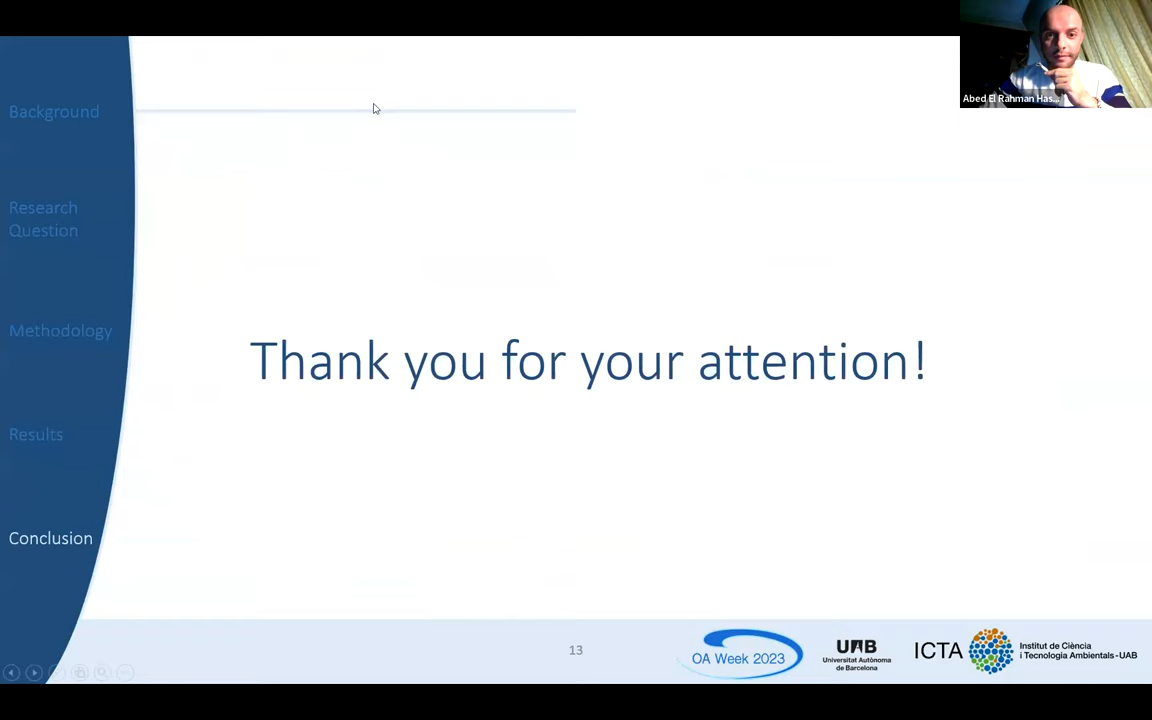 Abed El Rahman Has...
Background
Research
Question
Methodology
Results
Conclusion
Thank you for your attention!
13
OA Week 2023
UAB
Universitat Autònoma
de Barcelona
ICTA
Institut de Ciència
i Tecnologia Ambientals-UAB